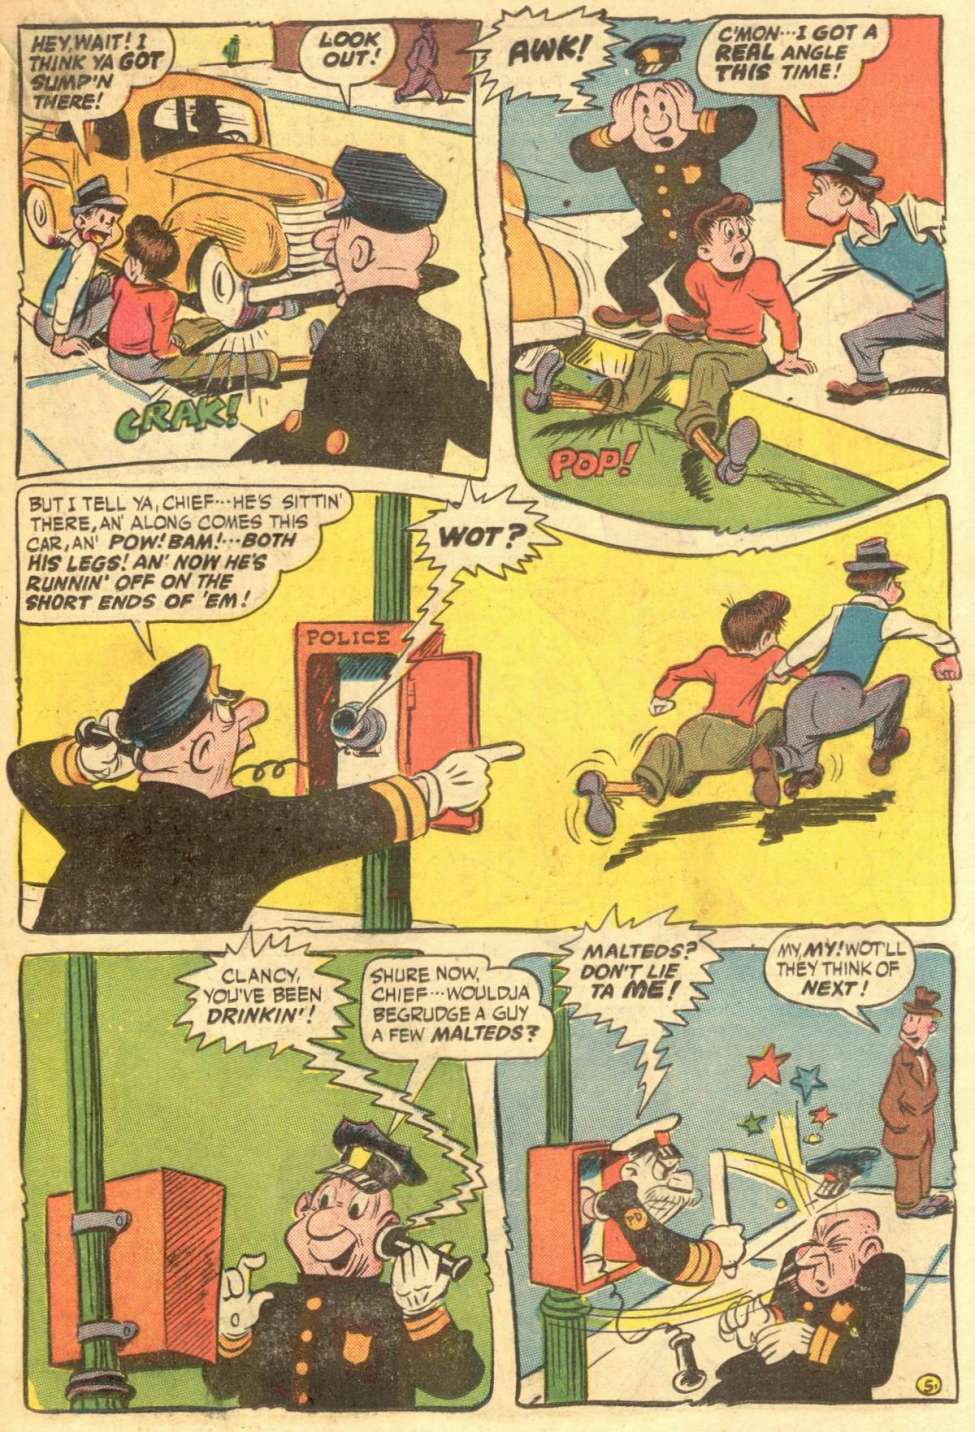 HEY, WAIT! I
THINK YA GOT
SUMP'N
THERE!
LOOK
OUT!
CRAK!
AWK!
C'MON---I GOT A
REAL ANGLE
THIS TIME!
POP!
BUT I TELL YA, CHIEF---HE'S SITTIN'
THERE, AN' ALONG COMES THIS
CAR, AN' POW! BAM!---BOTH
HIS LEGS! AN' NOW HE'S
RUNNIN' OFF ON THE
SHORT ENDS OF 'EM!
WOT?
POLICE
CLANCY,
YOU'VE BEEN
DRINKIN'!
SHURE NOW,
CHIEF---WOULDJA
BEGRUDGE A GUY
A FEW MALTEDS?
MALTEDS?
DON'T LIE
TA ME!
MY, MY! WOT'LL
THEY THINK OF
NEXT!
PD
5